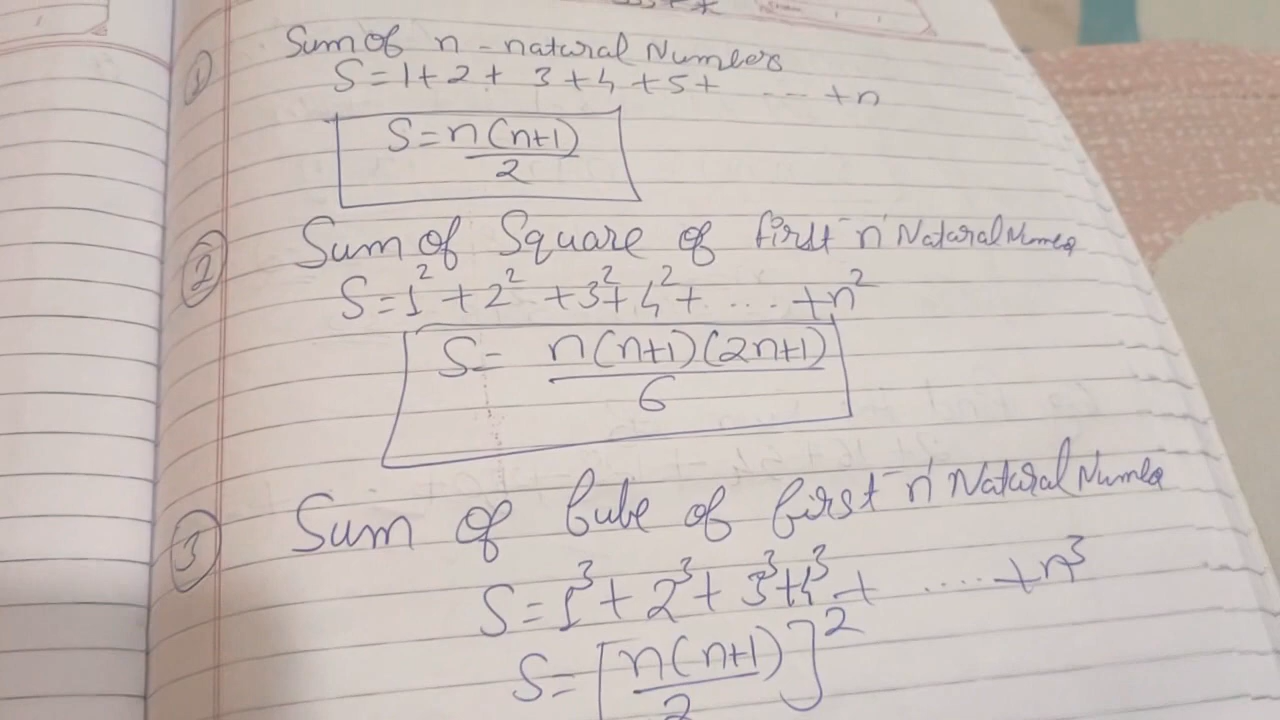 ① Sum of n - natural Numbers
S = 1 + 2 + 3 + 4 + 5 + ..... + n
S = n(n+1)/2
② Sum of Square of first 'n' Natural Number
S = 1² + 2² + 3² + 4² + ..... + n²
S = n(n+1)(2n+1)/6
③ Sum of Cube of first 'n' Natural Number
S = 1³ + 2³ + 3³ + 4³ + ..... + n³
S = [n(n+1)/2]²